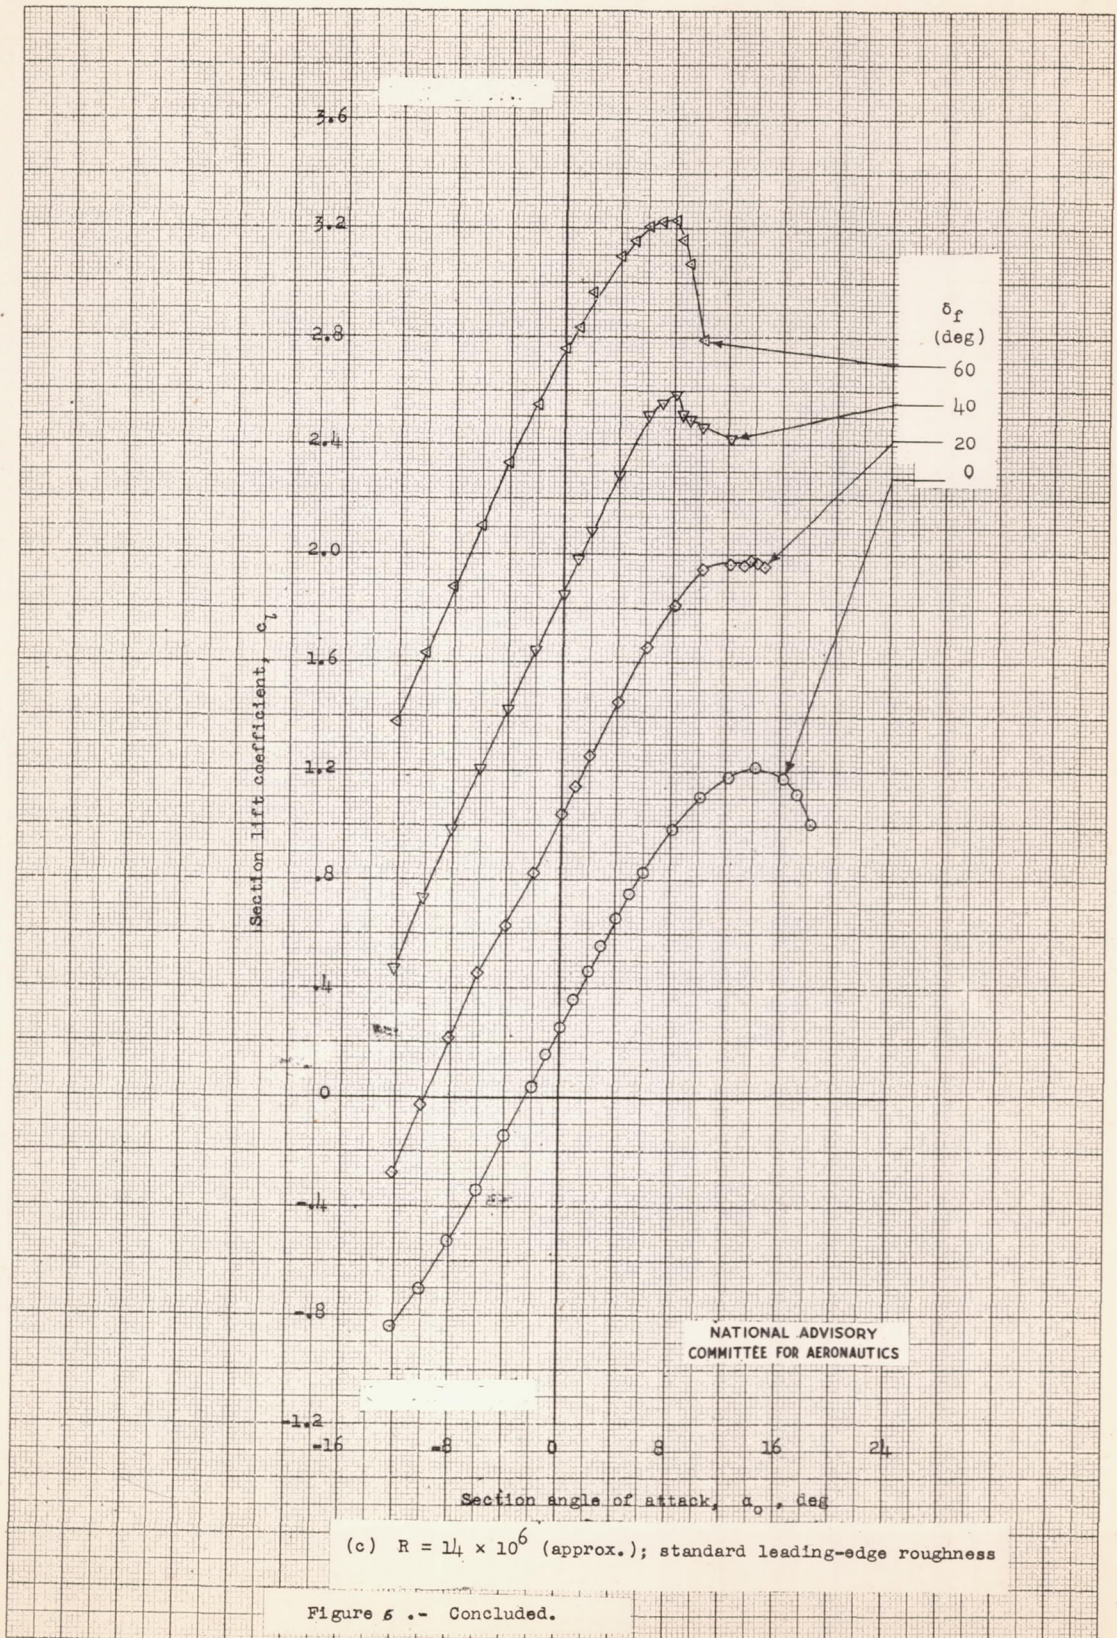 3.6
3.2
2.8
2.4
2.0
1.6
1.2
.8
.4
0
-.4
-.8
-1.2
Section lift coefficient, c_l
δ_f
(deg)
60
40
20
0
NATIONAL ADVISORY
COMMITTEE FOR AERONAUTICS
-16 -8 0 8 16 24
Section angle of attack, α_o , deg
(c) R = 14 × 10^6 (approx.); standard leading-edge roughness
Figure 6 .- Concluded.